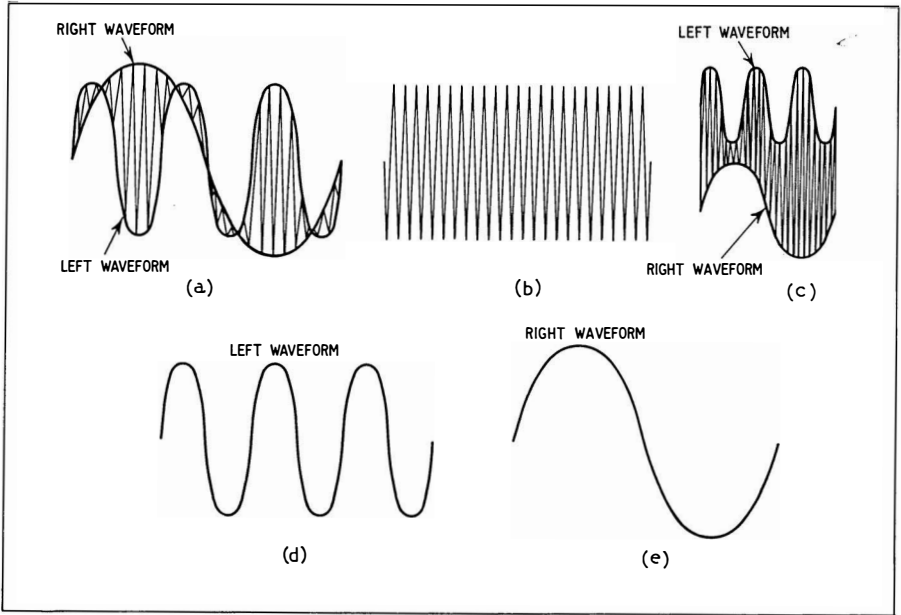 RIGHT WAVEFORM
LEFT WAVEFORM
(a)
(b)
LEFT WAVEFORM
RIGHT WAVEFORM
(c)
LEFT WAVEFORM
(d)
RIGHT WAVEFORM
(e)